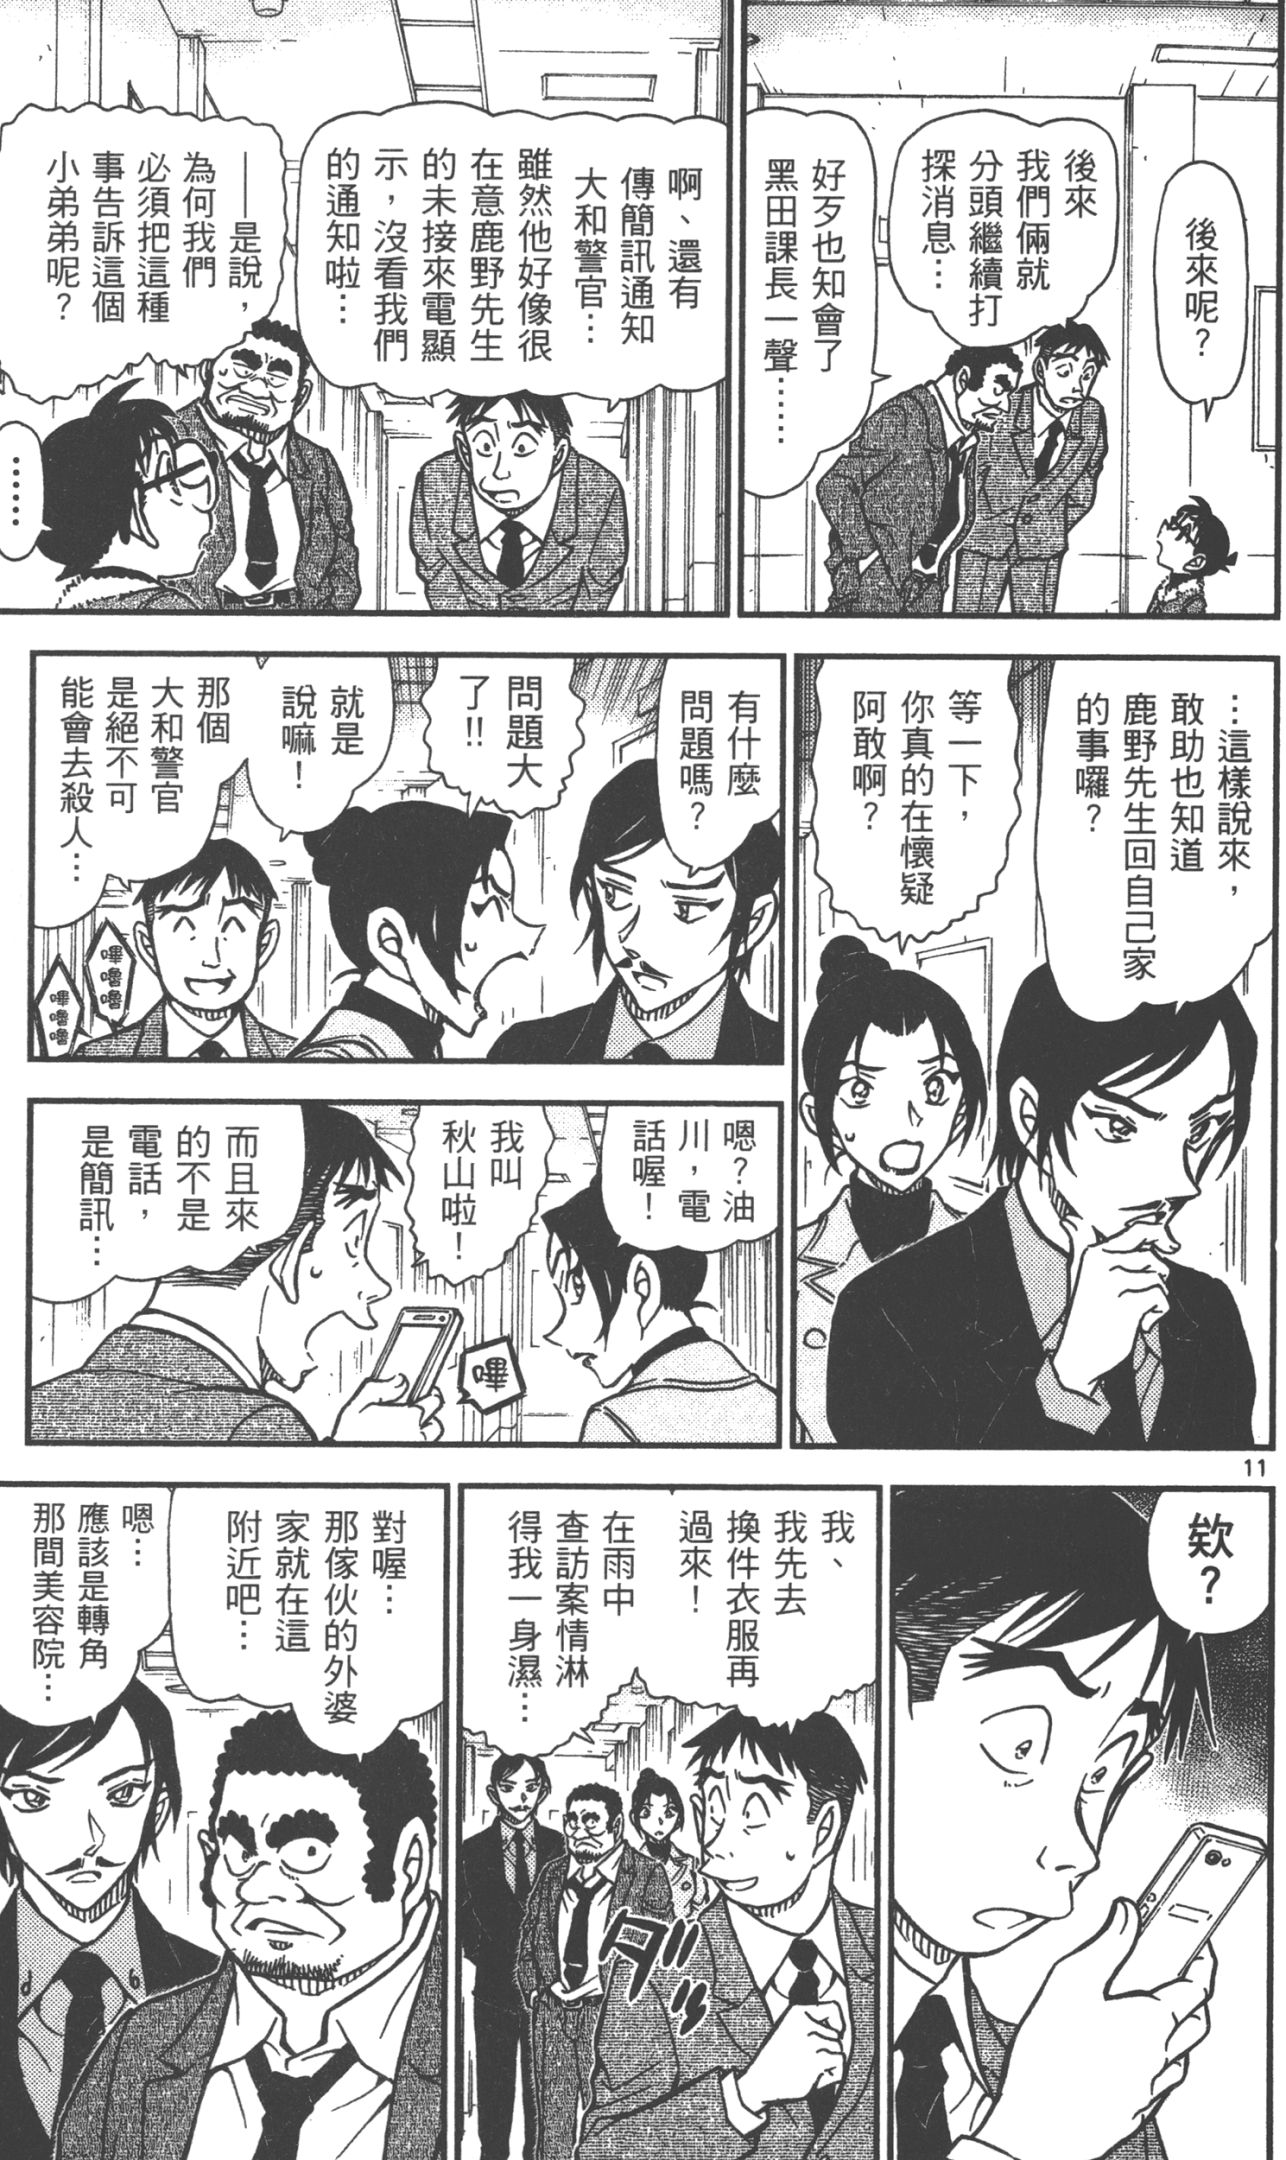 後來呢？
後來
我們倆就
分頭繼續打
探消息…
好歹也知會了
黑田課長一聲……
啊、還有
傳簡訊通知
大和警官…
雖然他好像很
在意鹿野先生
的未接來電顯
示，沒看我們
的通知啦…
——是說，
為何我們
必須把這種
事告訴這個
小弟弟呢？
……
…這樣說來，
敢助也知道
鹿野先生回自己家
的事囉？
等一下，
你真的在懷疑
阿敢啊？
有什麼
問題嗎？
問題大
了!!
就是
說嘛！
那個
大和警官
是絕不可
能會去殺人…
嗶嚕嚕
嗶嚕嚕
嗯？油
川，電
話喔！
我叫
秋山啦！
嗶
而且來
的不是
電話，
是簡訊…
11
欸？
我、
我先去
換件衣服再
過來！
在雨中
查訪案情淋
得我一身濕…
ダッ
對喔…
那傢伙的外婆
家就在這
附近吧…
嗯…
應該是轉角
那間美容院…